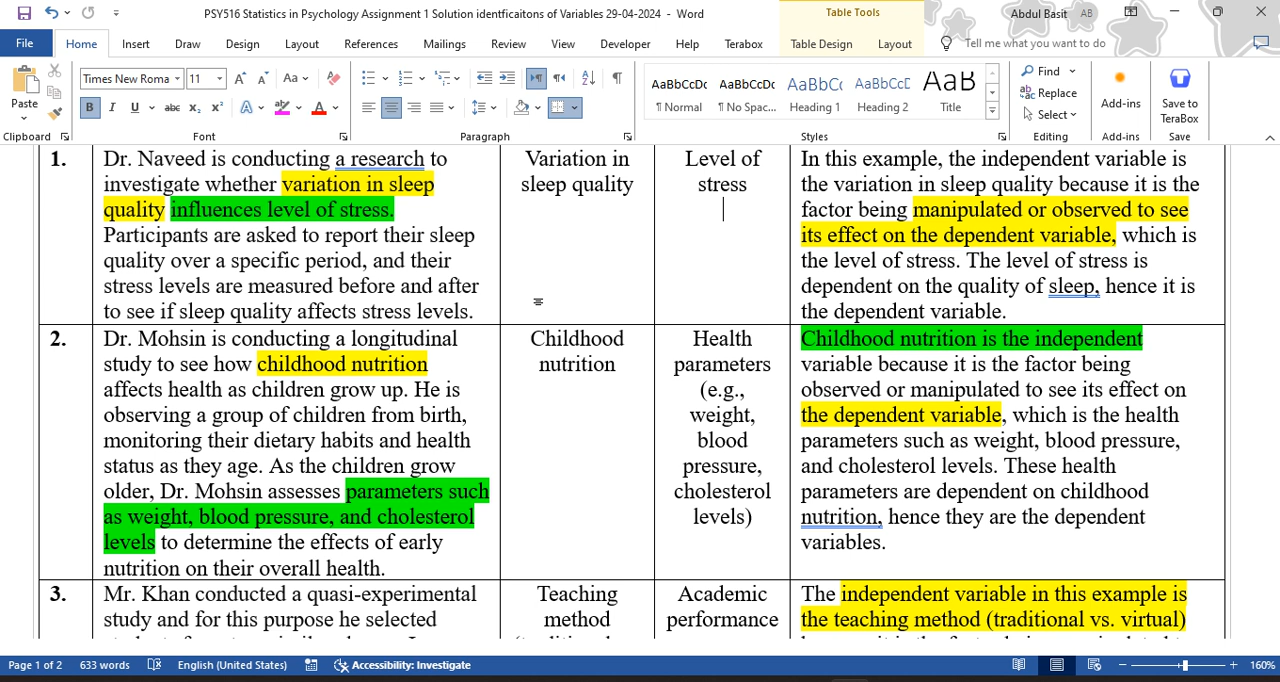 PSY516 Statistics in Psychology Assignment 1 Solution identficaitons of Variables 29-04-2024 - Word
Table Tools
Abdul Basit AB
File Home Insert Draw Design Layout References Mailings Review View Developer Help Terabox Table Design Layout Tell me what you want to do
Paste
Times New Roma 11
Clipboard
Font
Paragraph
AaBbCcDc AaBbCcDc AaBbCc AaBbCcD AaB
¶ Normal ¶ No Spac... Heading 1 Heading 2 Title
Styles
Find
Replace
Select
Editing
Add-ins
Add-ins
Save to
TeraBox
Save
1.
Dr. Naveed is conducting a research to
investigate whether variation in sleep
quality influences level of stress.
Participants are asked to report their sleep
quality over a specific period, and their
stress levels are measured before and after
to see if sleep quality affects stress levels.
Variation in
sleep quality
Level of
stress
In this example, the independent variable is
the variation in sleep quality because it is the
factor being manipulated or observed to see
its effect on the dependent variable, which is
the level of stress. The level of stress is
dependent on the quality of sleep, hence it is
the dependent variable.
2.
Dr. Mohsin is conducting a longitudinal
study to see how childhood nutrition
affects health as children grow up. He is
observing a group of children from birth,
monitoring their dietary habits and health
status as they age. As the children grow
older, Dr. Mohsin assesses parameters such
as weight, blood pressure, and cholesterol
levels to determine the effects of early
nutrition on their overall health.
Childhood
nutrition
Health
parameters
(e.g.,
weight,
blood
pressure,
cholesterol
levels)
Childhood nutrition is the independent
variable because it is the factor being
observed or manipulated to see its effect on
the dependent variable, which is the health
parameters such as weight, blood pressure,
and cholesterol levels. These health
parameters are dependent on childhood
nutrition, hence they are the dependent
variables.
3.
Mr. Khan conducted a quasi-experimental
study and for this purpose he selected
Teaching
method
Academic
performance
The independent variable in this example is
the teaching method (traditional vs. virtual)
Page 1 of 2 633 words English (United States) Accessibility: Investigate 160%